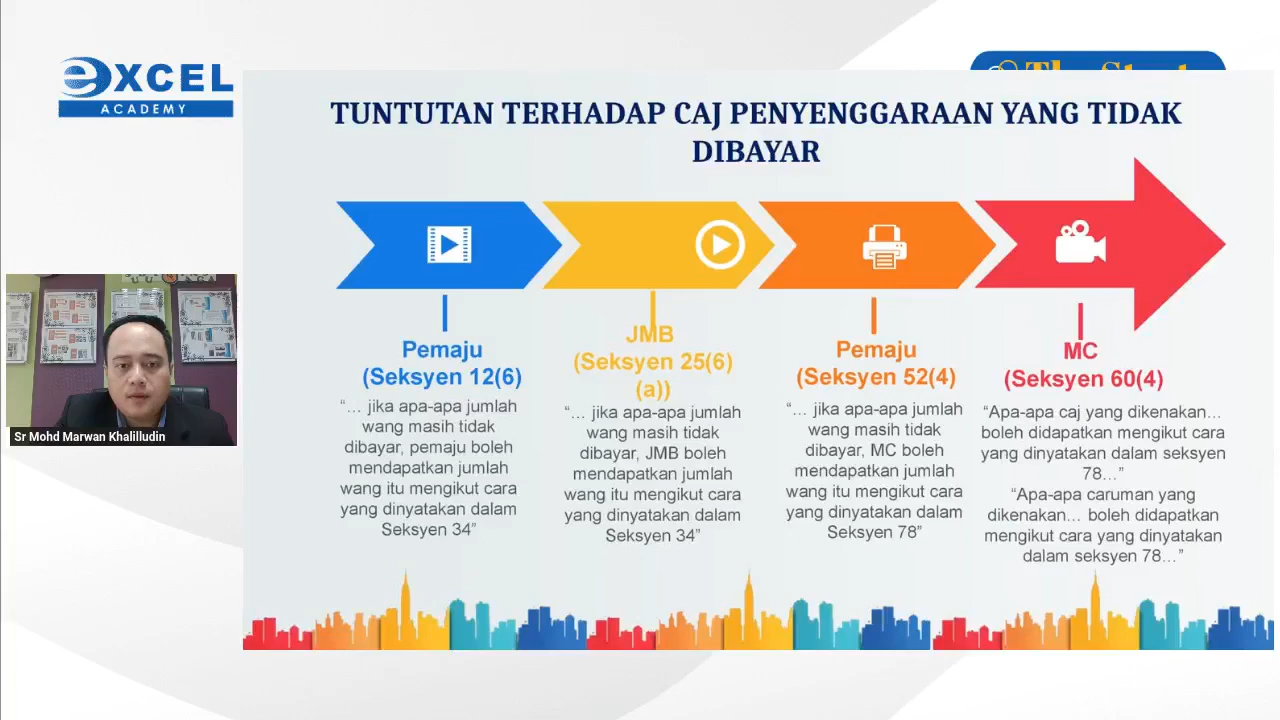 eXCEL
ACADEMY
TUNTUTAN TERHADAP CAJ PENYENGGARAAN YANG TIDAK
DIBAYAR
Pemaju
(Seksyen 12(6)
“… jika apa-apa jumlah
wang masih tidak
dibayar, pemaju boleh
mendapatkan jumlah
wang itu mengikut cara
yang dinyatakan dalam
Seksyen 34”
JMB
(Seksyen 25(6)
(a))
“… jika apa-apa jumlah
wang masih tidak
dibayar, JMB boleh
mendapatkan jumlah
wang itu mengikut cara
yang dinyatakan dalam
Seksyen 34”
Pemaju
(Seksyen 52(4)
“… jika apa-apa jumlah
wang masih tidak
dibayar, MC boleh
mendapatkan jumlah
wang itu mengikut cara
yang dinyatakan dalam
Seksyen 78”
MC
(Seksyen 60(4)
“Apa-apa caj yang dikenakan…
boleh didapatkan mengikut cara
yang dinyatakan dalam seksyen
78…”
“Apa-apa caruman yang
dikenakan… boleh didapatkan
mengikut cara yang dinyatakan
dalam seksyen 78…”
Sr Mohd Marwan Khalilludin